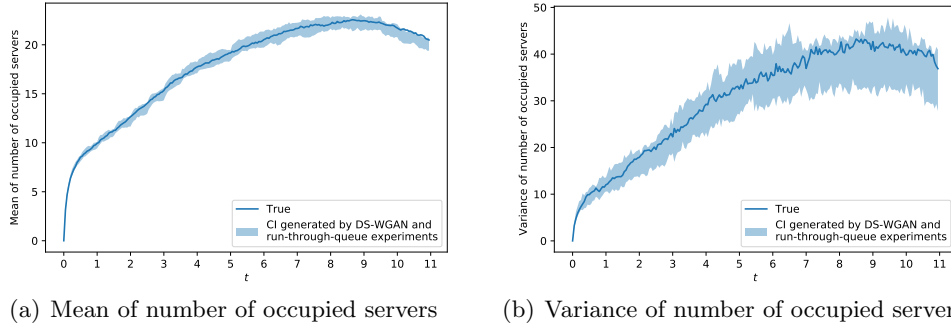 Mean of number of occupied servers
20
15
10
5
0
True
CI generated by DS-WGAN and
run-through-queue experiments
0 1 2 3 4 5 6 7 8 9 10 11
t
(a) Mean of number of occupied servers
Variance of number of occupied servers
50
40
30
20
10
0
True
CI generated by DS-WGAN and
run-through-queue experiments
0 1 2 3 4 5 6 7 8 9 10 11
t
(b) Variance of number of occupied server